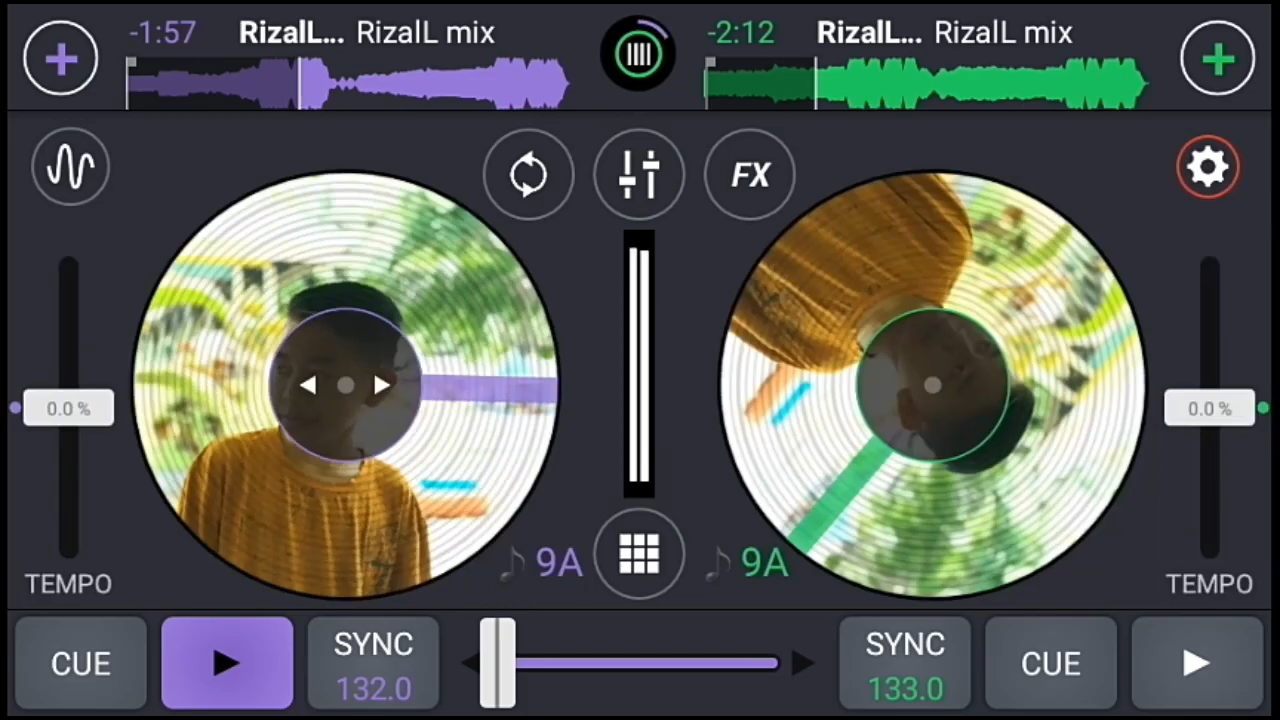 -1:57 RizalL... RizalL mix
-2:12 RizalL... RizalL mix
FX
0.0 %
0.0 %
9A
9A
TEMPO
TEMPO
CUE
SYNC
132.0
SYNC
133.0
CUE